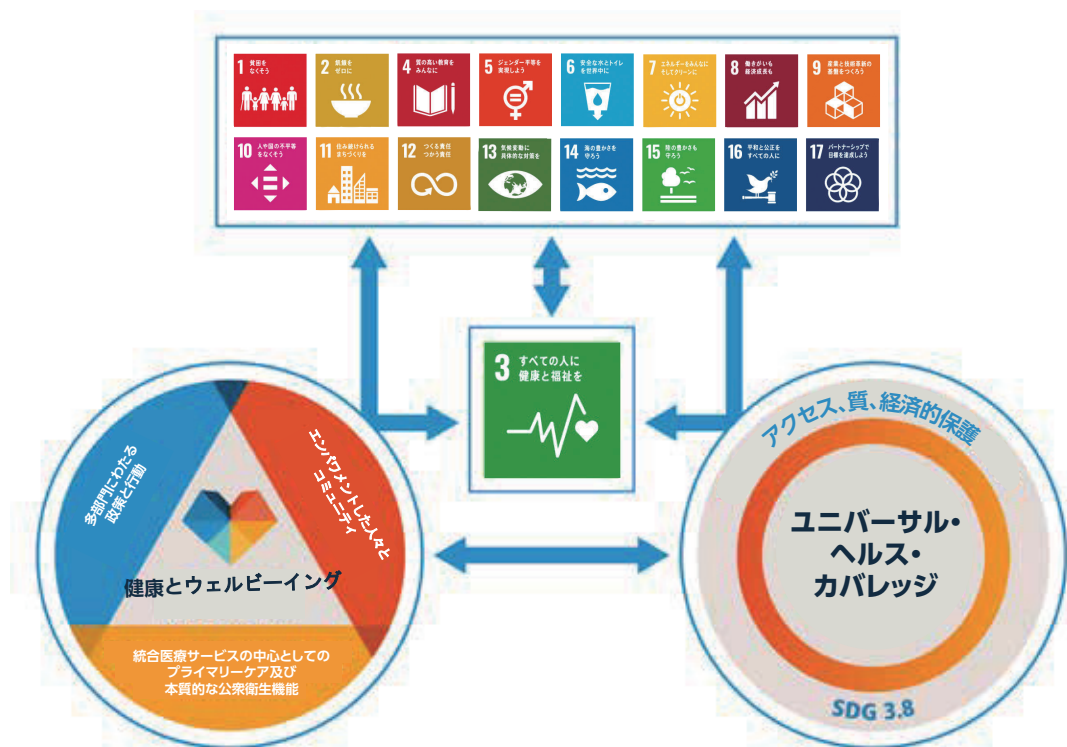 1 貧困を
なくそう
2 飢餓を
ゼロに
4 質の高い教育を
みんなに
5 ジェンダー平等を
実現しよう
6 安全な水とトイレ
を世界中に
7 エネルギーをみんなに
そしてクリーンに
8 働きがいも
経済成長も
9 産業と技術革新の
基盤をつくろう
10 人や国の不平等
をなくそう
11 住み続けられる
まちづくりを
12 つくる責任
つかう責任
13 気候変動に
具体的な対策を
14 海の豊かさを
守ろう
15 陸の豊かさも
守ろう
16 平和と公正を
すべての人に
17 パートナーシップで
目標を達成しよう
3 すべての人に
健康と福祉を
多部門にわたる
政策と行動
エンパワメントした人々と
コミュニティ
健康とウェルビーイング
統合医療サービスの中心としての
プライマリーケア及び
本質的な公衆衛生機能
アクセス、質、経済的保護
ユニバーサル・
ヘルス・
カバレッジ
SDG 3.8